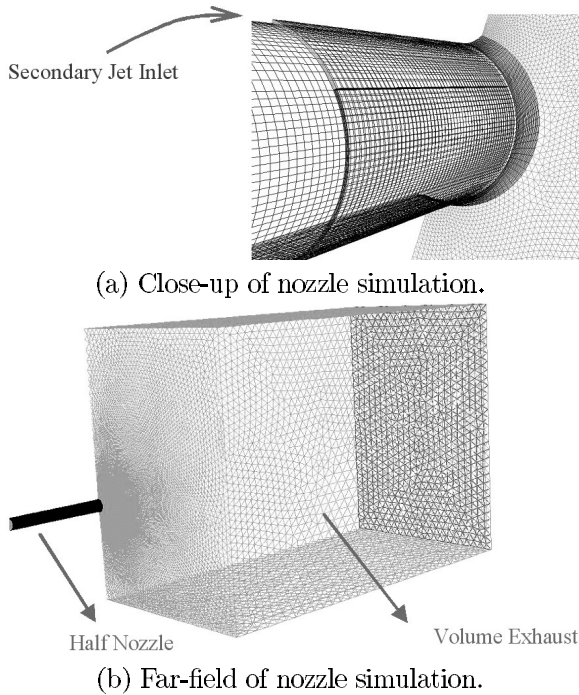 Secondary Jet Inlet
(a) Close-up of nozzle simulation.
Half Nozzle
Volume Exhaust
(b) Far-field of nozzle simulation.